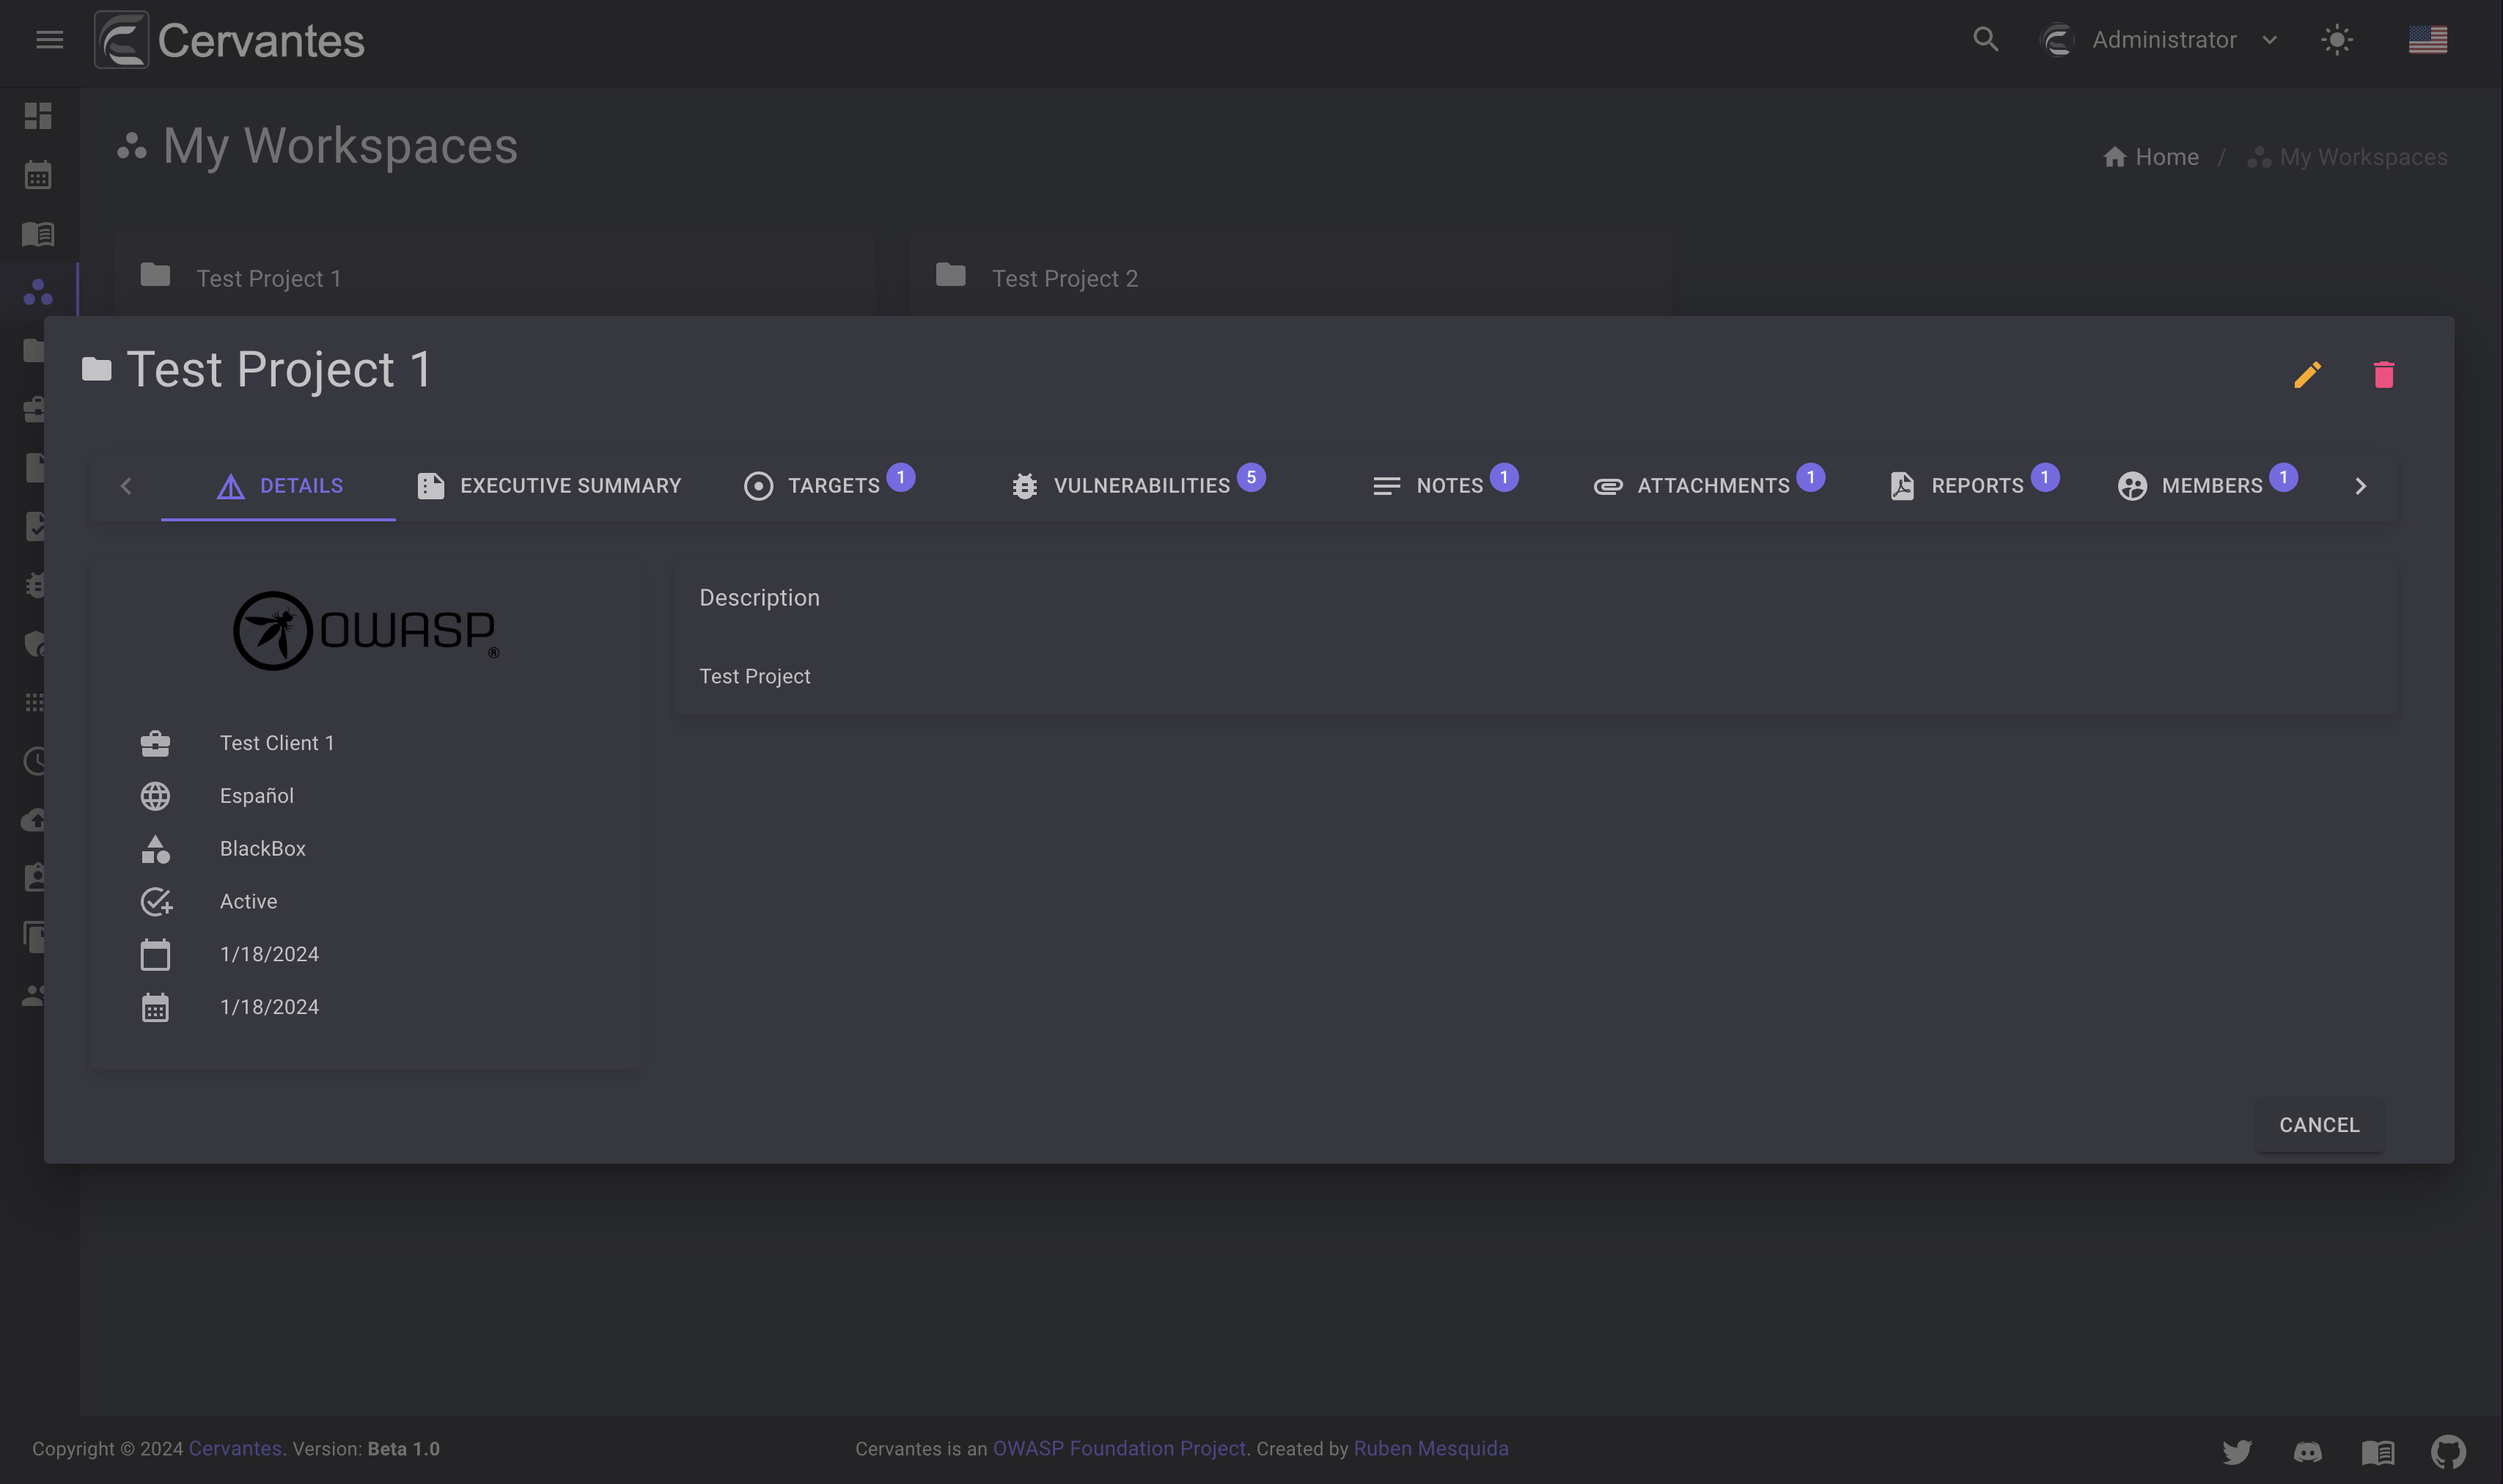 Cervantes
Administrator
My Workspaces
Home / My Workspaces
Test Project 1
Test Project 2
Test Project 1
DETAILS
EXECUTIVE SUMMARY
TARGETS 1
VULNERABILITIES 5
NOTES 1
ATTACHMENTS 1
REPORTS 1
MEMBERS 1
OWASP®
Test Client 1
Español
BlackBox
Active
1/18/2024
1/18/2024
Description
Test Project
CANCEL
Copyright © 2024 Cervantes. Version: Beta 1.0
Cervantes is an OWASP Foundation Project. Created by Ruben Mesquida